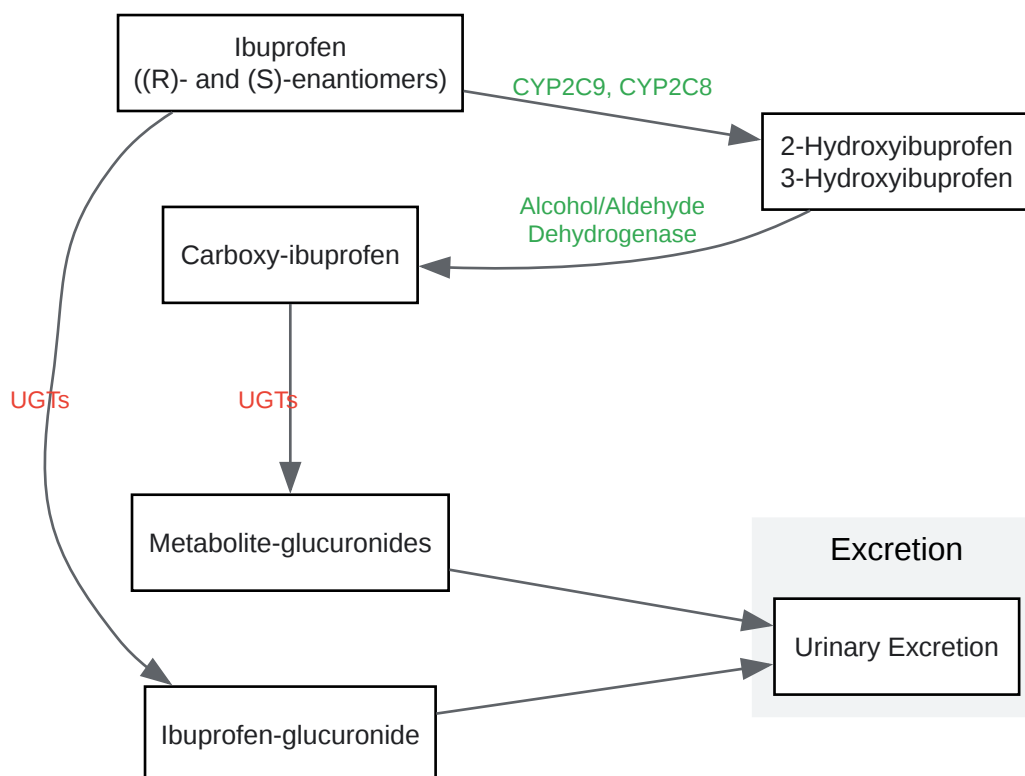 Ibuprofen
((R)- and (S)-enantiomers)
CYP2C9, CYP2C8
2-Hydroxyibuprofen
3-Hydroxyibuprofen
Alcohol/Aldehyde
Dehydrogenase
Carboxy-ibuprofen
UGTs
UGTs
Metabolite-glucuronides
Excretion
Urinary Excretion
Ibuprofen-glucuronide